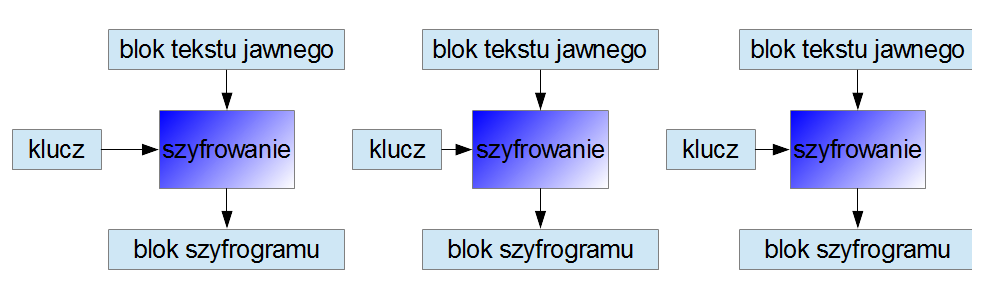 blok tekstu jawnego blok tekstu jawnego blok tekstu jawnego
klucz szyfrowanie klucz szyfrowanie klucz szyfrowanie
blok szyfrogramu blok szyfrogramu blok szyfrogramu